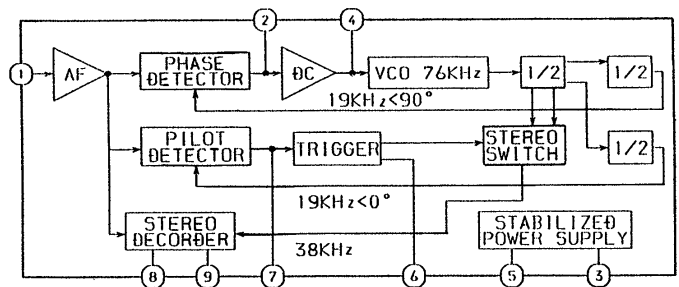 2
4
1
AF
PHASE
DETECTOR
DC
VCO 76KHz
1/2
1/2
19KHz<90°
PILOT
DETECTOR
TRIGGER
STEREO
SWITCH
1/2
19KHz<0°
STEREO
DECORDER
38KHz
STABILIZED
POWER SUPPLY
8
9
7
6
5
3